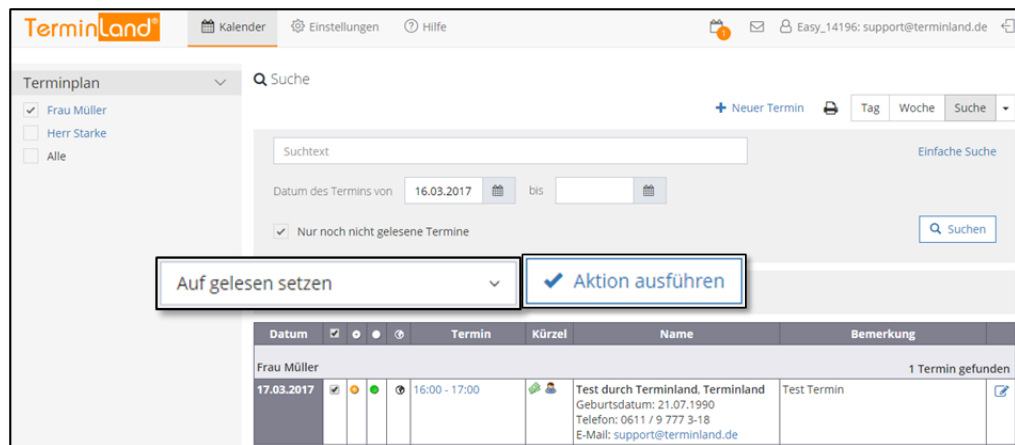 Terminland®
Kalender
Einstellungen
Hilfe
1
Easy_14196: support@terminland.de
Terminplan
Frau Müller
Herr Starke
Alle
Suche
Neuer Termin
Tag
Woche
Suche
Suchtext
Einfache Suche
Datum des Termins von
16.03.2017
bis
Nur noch nicht gelesene Termine
Suchen
Auf gelesen setzen
Aktion ausführen
Datum
Termin
Kürzel
Name
Bemerkung
Frau Müller
1 Termin gefunden
17.03.2017
16:00 - 17:00
Test durch Terminland, Terminland
Test Termin
Geburtsdatum: 21.07.1990
Telefon: 0611 / 9 777 3-18
E-Mail: support@terminland.de